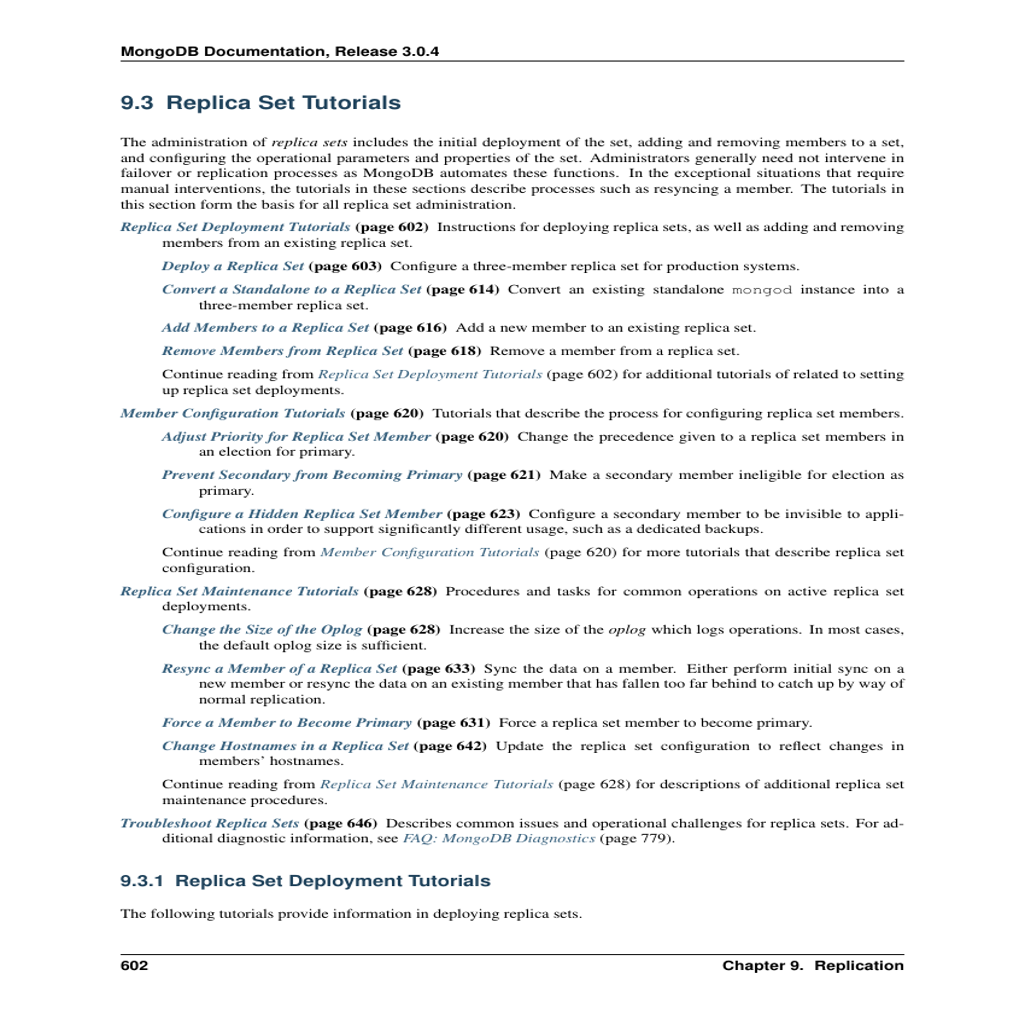 MongoDB Documentation, Release 3.0.4
9.3 Replica Set Tutorials
The administration of replica sets includes the initial deployment of the set, adding and removing members to a set,
and configuring the operational parameters and properties of the set. Administrators generally need not intervene in
failover or replication processes as MongoDB automates these functions. In the exceptional situations that require
manual interventions, the tutorials in these sections describe processes such as resyncing a member. The tutorials in
this section form the basis for all replica set administration.
Replica Set Deployment Tutorials (page 602) Instructions for deploying replica sets, as well as adding and removing
members from an existing replica set.
Deploy a Replica Set (page 603) Configure a three-member replica set for production systems.
Convert a Standalone to a Replica Set (page 614) Convert an existing standalone mongod instance into a
three-member replica set.
Add Members to a Replica Set (page 616) Add a new member to an existing replica set.
Remove Members from Replica Set (page 618) Remove a member from a replica set.
Continue reading from Replica Set Deployment Tutorials (page 602) for additional tutorials of related to setting
up replica set deployments.
Member Configuration Tutorials (page 620) Tutorials that describe the process for configuring replica set members.
Adjust Priority for Replica Set Member (page 620) Change the precedence given to a replica set members in
an election for primary.
Prevent Secondary from Becoming Primary (page 621) Make a secondary member ineligible for election as
primary.
Configure a Hidden Replica Set Member (page 623) Configure a secondary member to be invisible to appli-
cations in order to support significantly different usage, such as a dedicated backups.
Continue reading from Member Configuration Tutorials (page 620) for more tutorials that describe replica set
configuration.
Replica Set Maintenance Tutorials (page 628) Procedures and tasks for common operations on active replica set
deployments.
Change the Size of the Oplog (page 628) Increase the size of the oplog which logs operations. In most cases,
the default oplog size is sufficient.
Resync a Member of a Replica Set (page 633) Sync the data on a member. Either perform initial sync on a
new member or resync the data on an existing member that has fallen too far behind to catch up by way of
normal replication.
Force a Member to Become Primary (page 631) Force a replica set member to become primary.
Change Hostnames in a Replica Set (page 642) Update the replica set configuration to reflect changes in
members' hostnames.
Continue reading from Replica Set Maintenance Tutorials (page 628) for descriptions of additional replica set
maintenance procedures.
Troubleshoot Replica Sets (page 646) Describes common issues and operational challenges for replica sets. For ad-
ditional diagnostic information, see FAQ: MongoDB Diagnostics (page 779).
9.3.1 Replica Set Deployment Tutorials
The following tutorials provide information in deploying replica sets.
602 Chapter 9. Replication